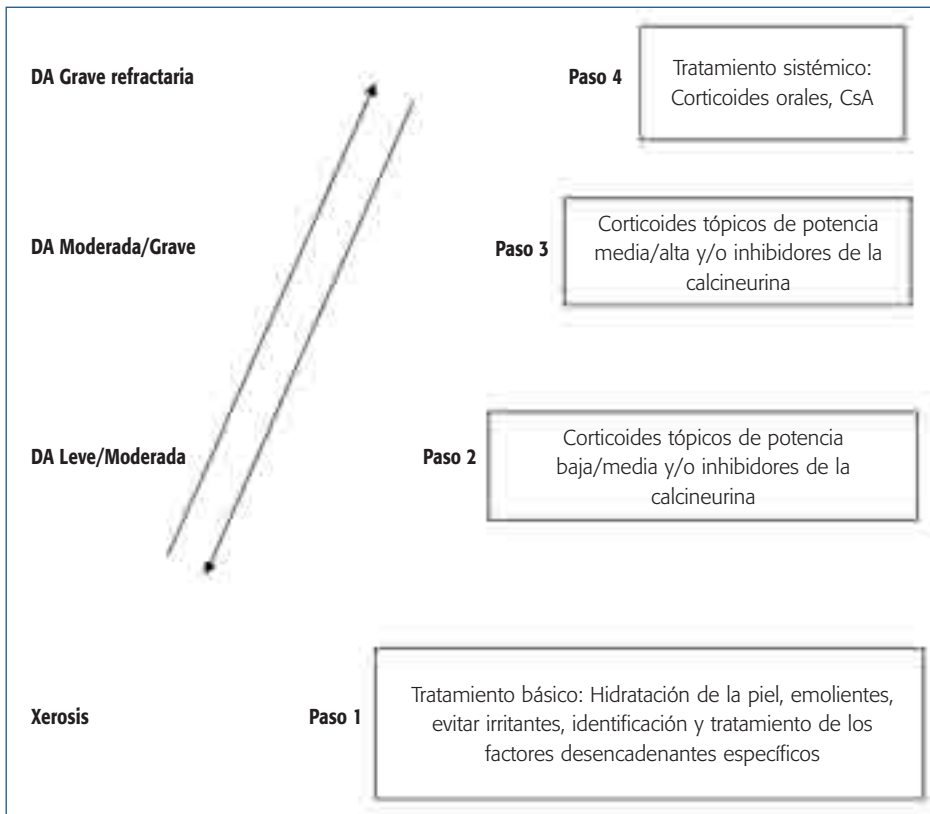 DA Grave refractaria
Paso 4
Tratamiento sistémico:
Corticoides orales, CsA
DA Moderada/Grave
Paso 3
Corticoides tópicos de potencia
media/alta y/o inhibidores de la
calcineurina
DA Leve/Moderada
Paso 2
Corticoides tópicos de potencia
baja/media y/o inhibidores de la
calcineurina
Xerosis
Paso 1
Tratamiento básico: Hidratación de la piel, emolientes,
evitar irritantes, identificación y tratamiento de los
factores desencadenantes específicos